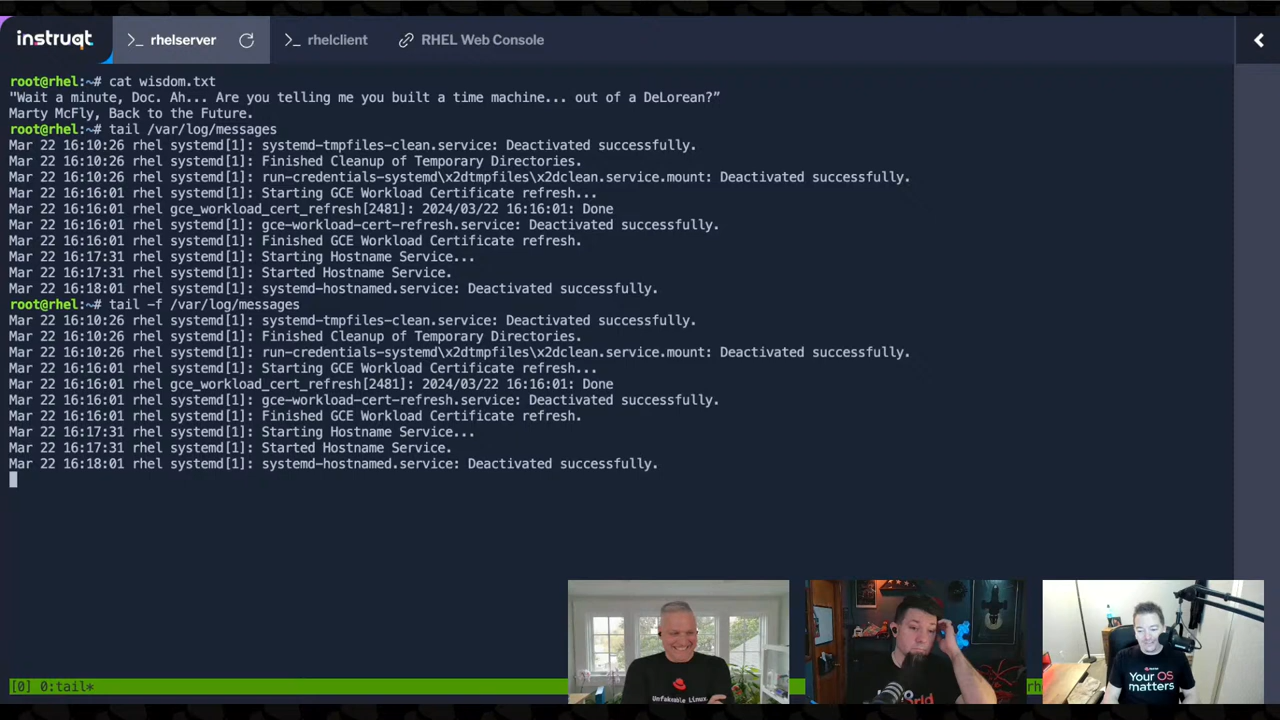 instruqt
>_ rhelserver
>_ rhelclient
RHEL Web Console
root@rhel:~# cat wisdom.txt
"Wait a minute, Doc. Ah... Are you telling me you built a time machine... out of a DeLorean?”
Marty McFly, Back to the Future.
root@rhel:~# tail /var/log/messages
Mar 22 16:10:26 rhel systemd[1]: systemd-tmpfiles-clean.service: Deactivated successfully.
Mar 22 16:10:26 rhel systemd[1]: Finished Cleanup of Temporary Directories.
Mar 22 16:10:26 rhel systemd[1]: run-credentials-systemd\x2dtmpfiles\x2dclean.service.mount: Deactivated successfully.
Mar 22 16:16:01 rhel systemd[1]: Starting GCE Workload Certificate refresh...
Mar 22 16:16:01 rhel gce_workload_cert_refresh[2481]: 2024/03/22 16:16:01: Done
Mar 22 16:16:01 rhel systemd[1]: gce-workload-cert-refresh.service: Deactivated successfully.
Mar 22 16:16:01 rhel systemd[1]: Finished GCE Workload Certificate refresh.
Mar 22 16:17:31 rhel systemd[1]: Starting Hostname Service...
Mar 22 16:17:31 rhel systemd[1]: Started Hostname Service.
Mar 22 16:18:01 rhel systemd[1]: systemd-hostnamed.service: Deactivated successfully.
root@rhel:~# tail -f /var/log/messages
Mar 22 16:10:26 rhel systemd[1]: systemd-tmpfiles-clean.service: Deactivated successfully.
Mar 22 16:10:26 rhel systemd[1]: Finished Cleanup of Temporary Directories.
Mar 22 16:10:26 rhel systemd[1]: run-credentials-systemd\x2dtmpfiles\x2dclean.service.mount: Deactivated successfully.
Mar 22 16:16:01 rhel systemd[1]: Starting GCE Workload Certificate refresh...
Mar 22 16:16:01 rhel gce_workload_cert_refresh[2481]: 2024/03/22 16:16:01: Done
Mar 22 16:16:01 rhel systemd[1]: gce-workload-cert-refresh.service: Deactivated successfully.
Mar 22 16:16:01 rhel systemd[1]: Finished GCE Workload Certificate refresh.
Mar 22 16:17:31 rhel systemd[1]: Starting Hostname Service...
Mar 22 16:17:31 rhel systemd[1]: Started Hostname Service.
Mar 22 16:18:01 rhel systemd[1]: systemd-hostnamed.service: Deactivated successfully.
[0] 0:tail*
rh
Unfakeable Linux
Your OS
matters